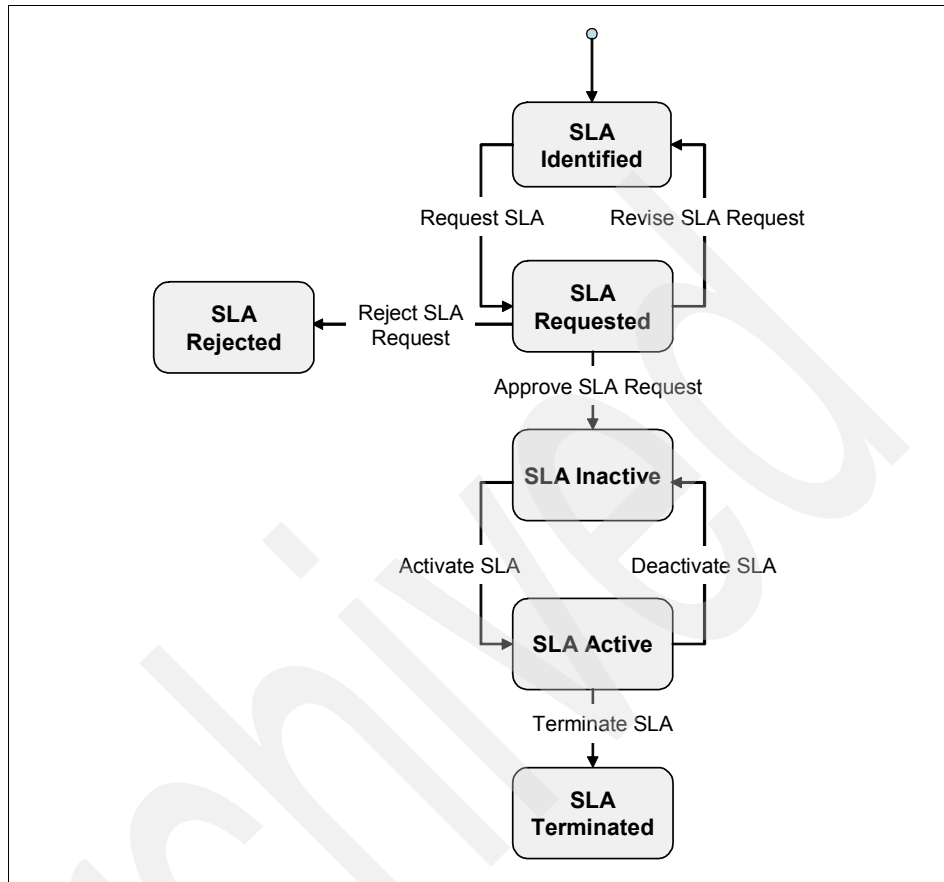 SLA
Identified
Request SLA
Revise SLA Request
SLA
Requested
SLA
Rejected
Reject SLA
Request
Approve SLA Request
SLA Inactive
Activate SLA
Deactivate SLA
SLA Active
Terminate SLA
SLA
Terminated
Archived